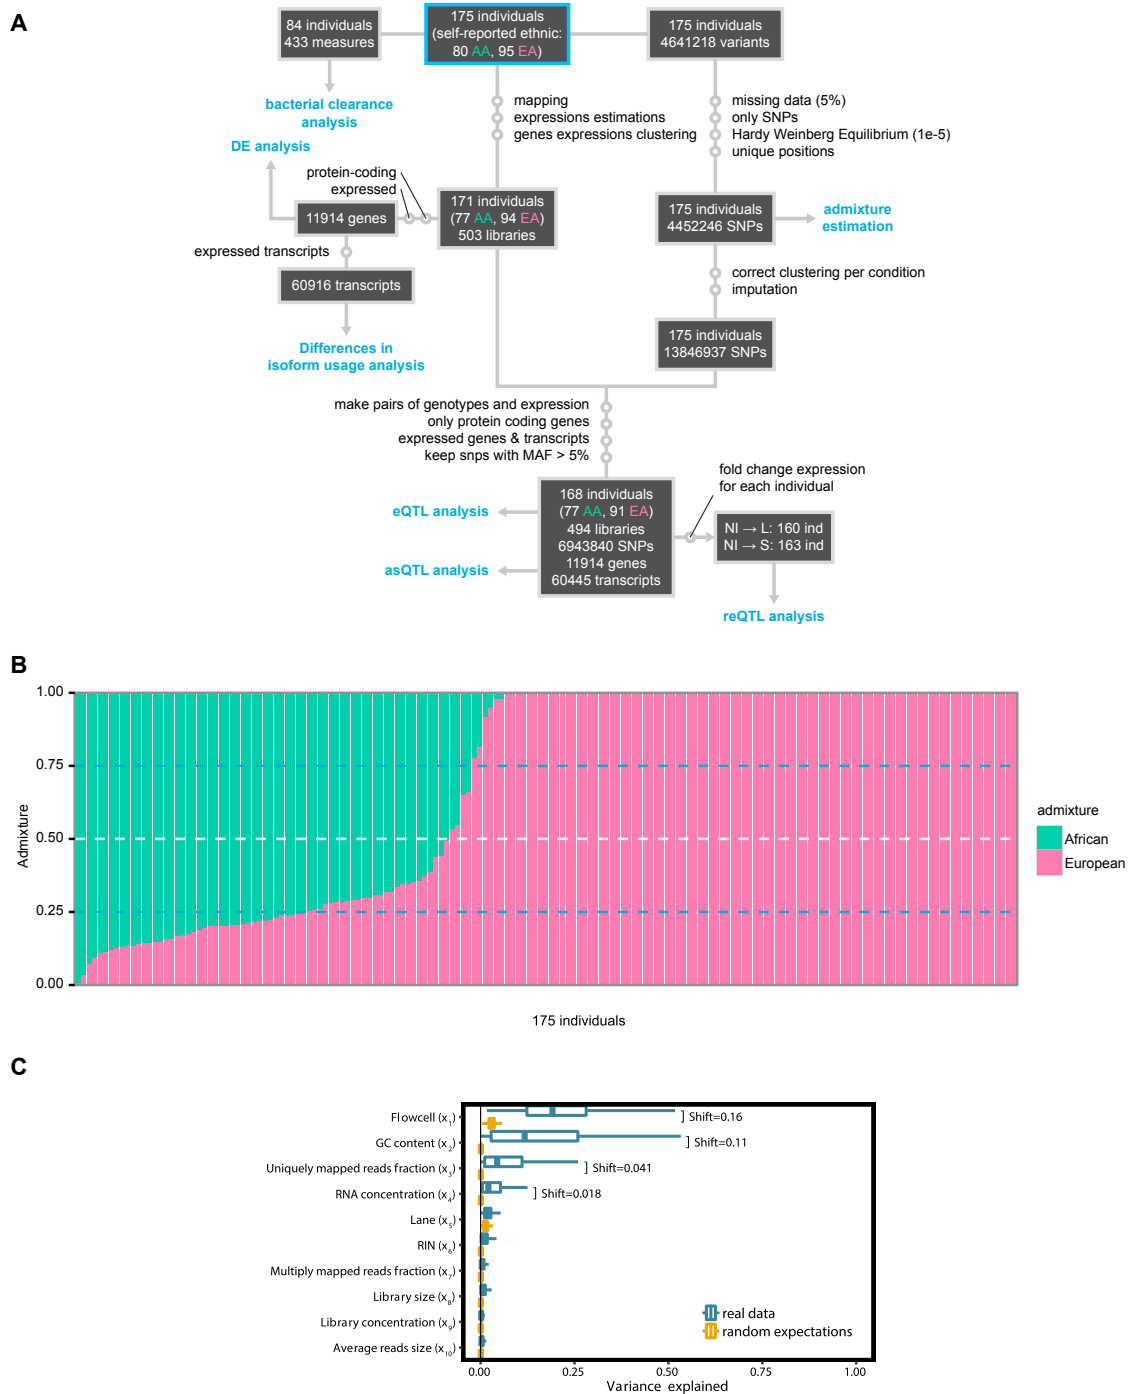 A
84 individuals
433 measures
175 individuals
(self-reported ethnic:
80 AA, 95 EA)
175 individuals
4641218 variants
bacterial clearance
analysis
mapping
expressions estimations
genes expressions clustering
missing data (5%)
only SNPs
Hardy Weinberg Equilibrium (1e-5)
unique positions
DE analysis
protein-coding
expressed
11914 genes
171 individuals
(77 AA, 94 EA)
503 libraries
175 individuals
4452246 SNPs
admixture
estimation
expressed transcripts
60916 transcripts
correct clustering per condition
imputation
Differences in
isoform usage analysis
175 individuals
13846937 SNPs
make pairs of genotypes and expression
only protein coding genes
expressed genes & transcripts
keep snps with MAF > 5%
fold change expression
for each individual
eQTL analysis
asQTL analysis
168 individuals
(77 AA, 91 EA)
494 libraries
6943840 SNPs
11914 genes
60445 transcripts
NI → L: 160 ind
NI → S: 163 ind
reQTL analysis
B
1.00
0.75
0.50
0.25
0.00
Admixture
175 individuals
admixture
African
European
C
Flowcell (x1)
GC content (x2)
Uniquely mapped reads fraction (x3)
RNA concentration (x4)
Lane (x5)
RIN (x6)
Multiply mapped reads fraction (x7)
Library size (x8)
Library concentration (x9)
Average reads size (x10)
] Shift=0.16
] Shift=0.11
] Shift=0.041
] Shift=0.018
real data
random expectations
0.00 0.25 0.50 0.75 1.00
Variance explained